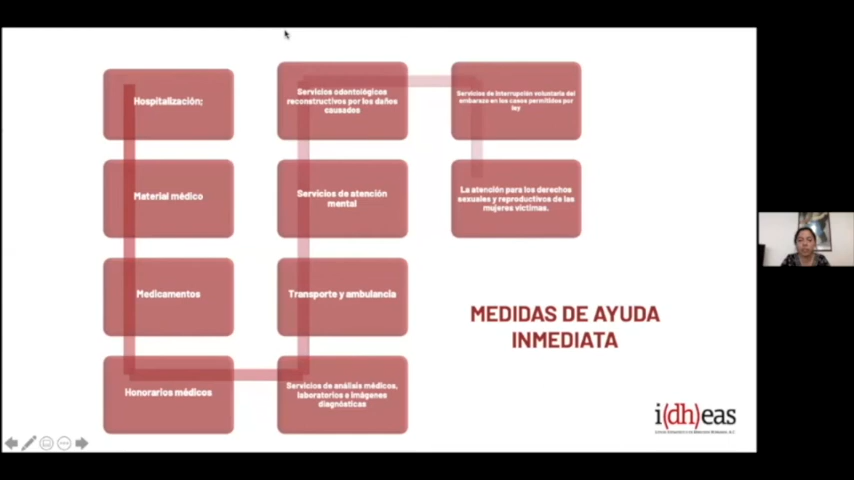 Hospitalización;
Material médico
Medicamentos
Honorarios médicos
Servicios de análisis médicos,
laboratorios e imágenes
diagnósticas
Transporte y ambulancia
Servicios de atención
mental
Servicios odontológicos
reconstructivos por los daños
causados
Servicios de interrupción voluntaria del
embarazo en los casos permitidos por
ley
La atención para los derechos
sexuales y reproductivos de las
mujeres víctimas.
MEDIDAS DE AYUDA
INMEDIATA
i(dh)eas